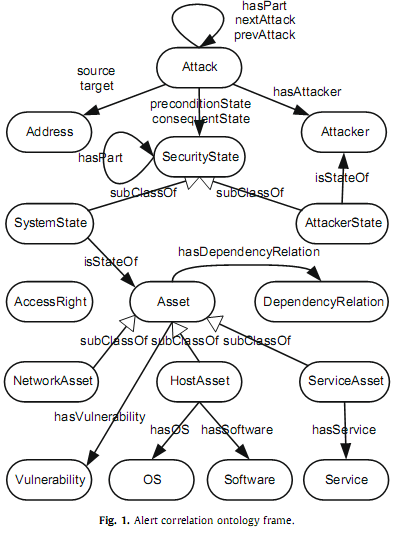 hasPart
nextAttack
prevAttack
Attack
source
target
preconditionState
consequentState
hasAttacker
Address
Attacker
hasPart
SecurityState
isStateOf
subClassOf
subClassOf
SystemState
AttackerState
hasDependencyRelation
isStateOf
AccessRight
Asset
DependencyRelation
subClassOf
subClassOf
subClassOf
NetworkAsset
HostAsset
ServiceAsset
hasVulnerability
hasOS
hasSoftware
hasService
Vulnerability
OS
Software
Service
Fig. 1. Alert correlation ontology frame.